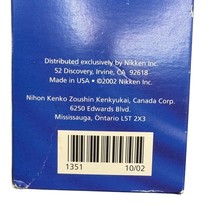 Distributed exclusively by Nikken Inc.
52 Discovery, Irvine, CA 92618
Made in USA ©2002 Nikken Inc.
Nihon Kenko Zoushin Kenkyukai, Canada Corp.
6250 Edwards Blvd.
Mississauga, Ontario L5T 2X3
1351 10/02